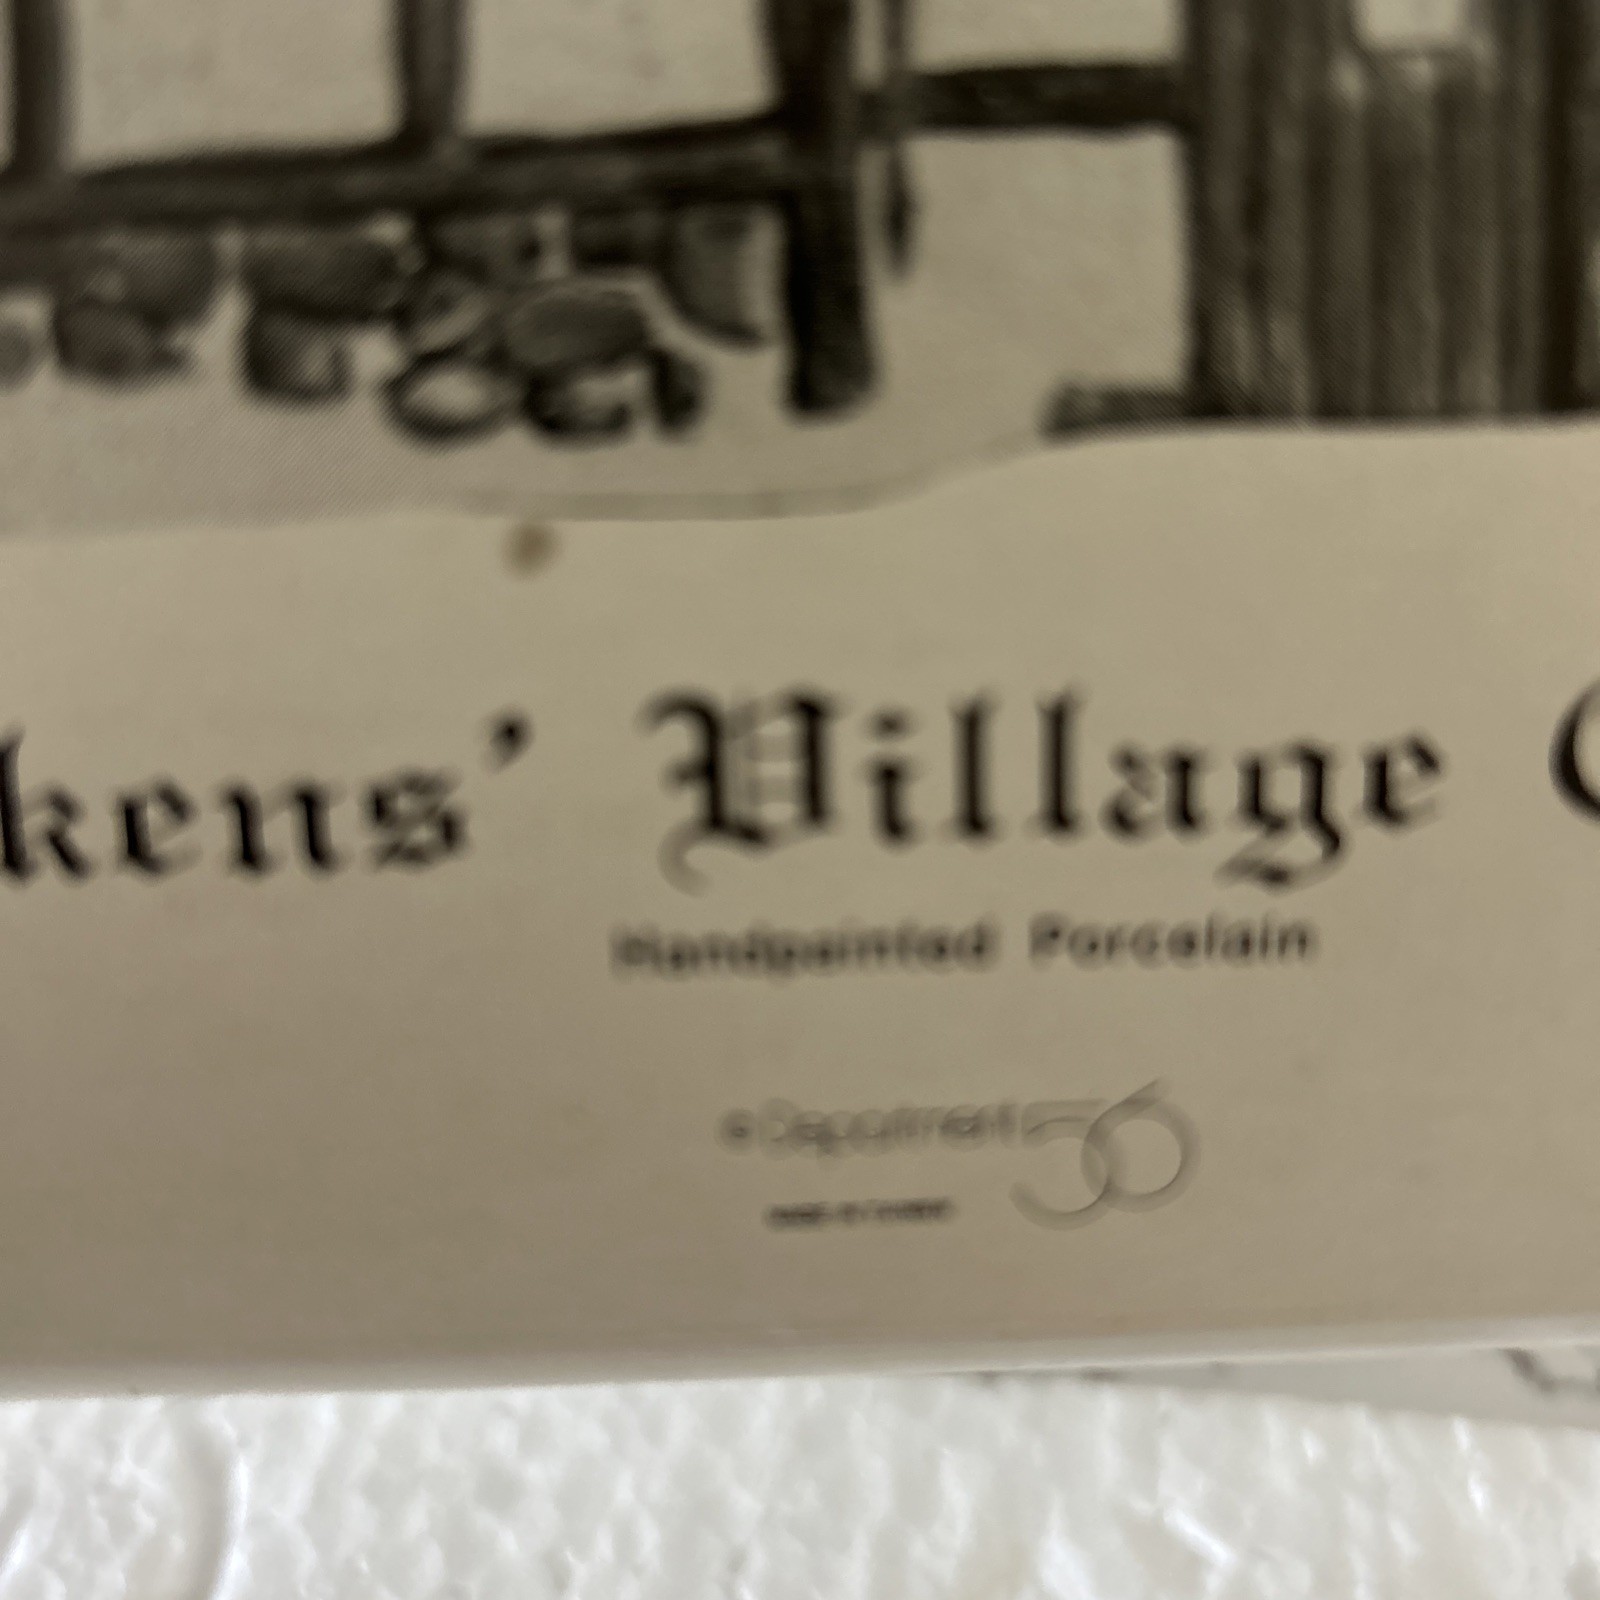 kens' Village C
Handpainted Porcelain
Department 56